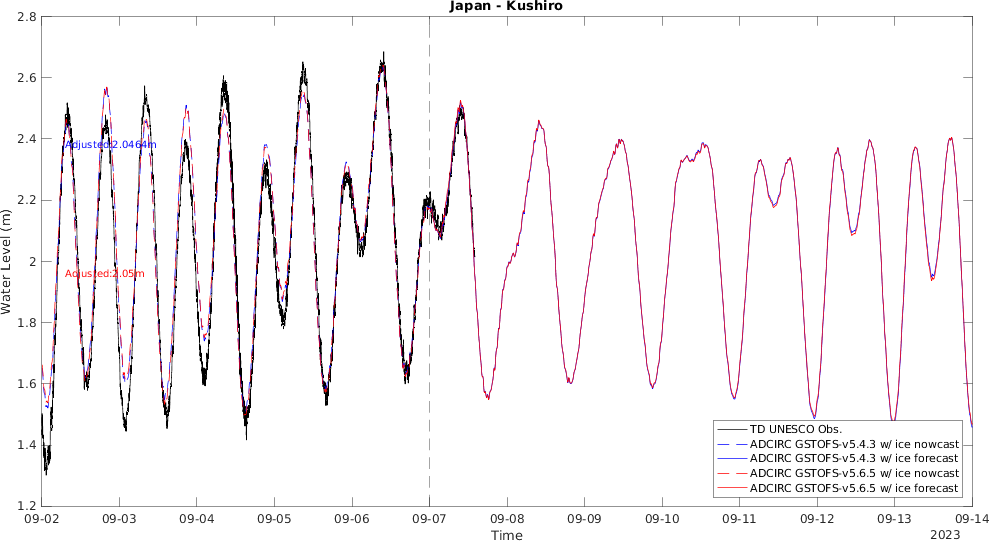 Japan - Kushiro
2.8
2.6
2.4
2.2
2
1.8
1.6
1.4
1.2
Water Level (m)
Adjusted:2.0464m
Adjusted:2.05m
TD UNESCO Obs.
ADCIRC GSTOFS-v5.4.3 w/ ice nowcast
ADCIRC GSTOFS-v5.4.3 w/ ice forecast
ADCIRC GSTOFS-v5.6.5 w/ ice nowcast
ADCIRC GSTOFS-v5.6.5 w/ ice forecast
09-02 09-03 09-04 09-05 09-06 09-07 09-08 09-09 09-10 09-11 09-12 09-13 09-14
Time
2023